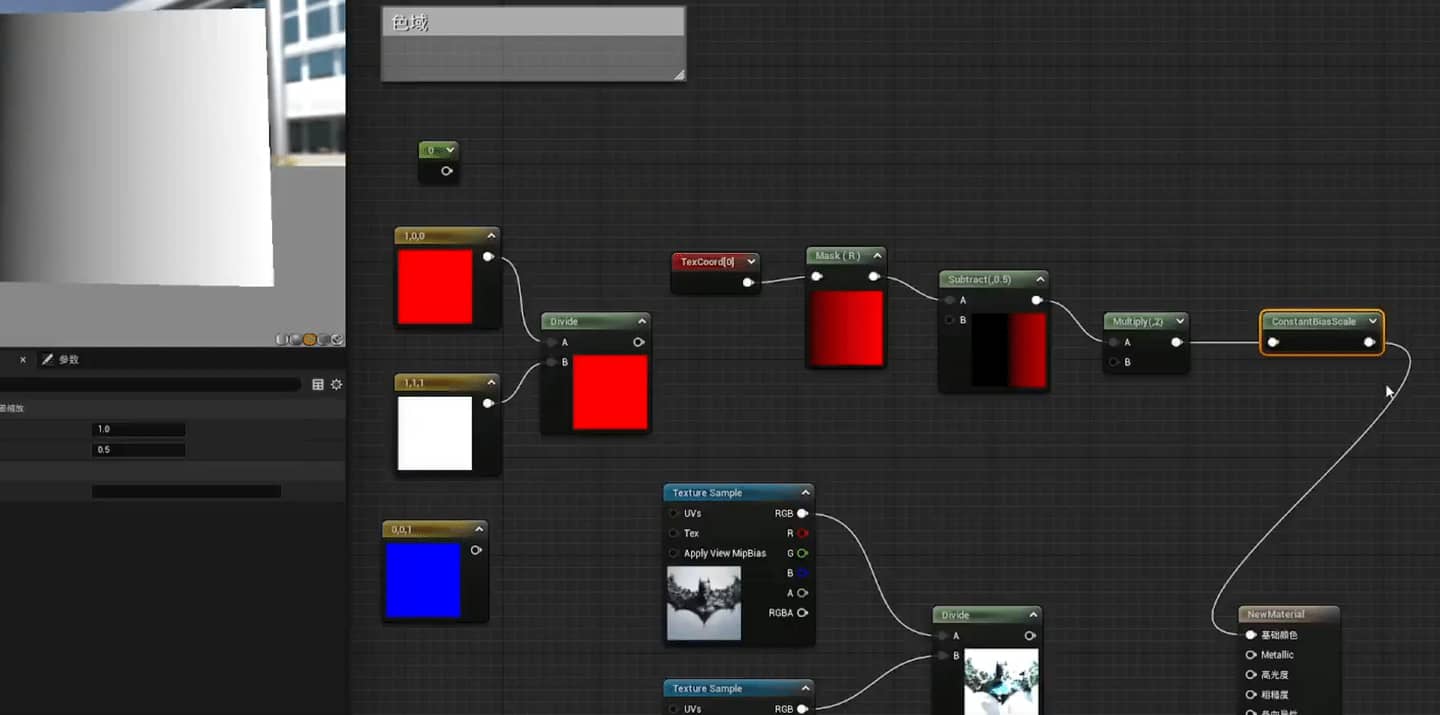 色域
0
1,0,0
TexCoord[0]
Mask ( R )
Subtract(,0.5)
A
B
Divide
A
B
Multiply(,2)
A
B
ConstantBiasScale
参数
1.0
0.5
1,1,1
Texture Sample
UVs
RGB
Tex
R
Apply View MipBias
G
B
A
RGBA
0,0,1
Divide
A
B
NewMaterial
基础颜色
Metallic
高光度
粗糙度
Texture Sample
UVs
RGB